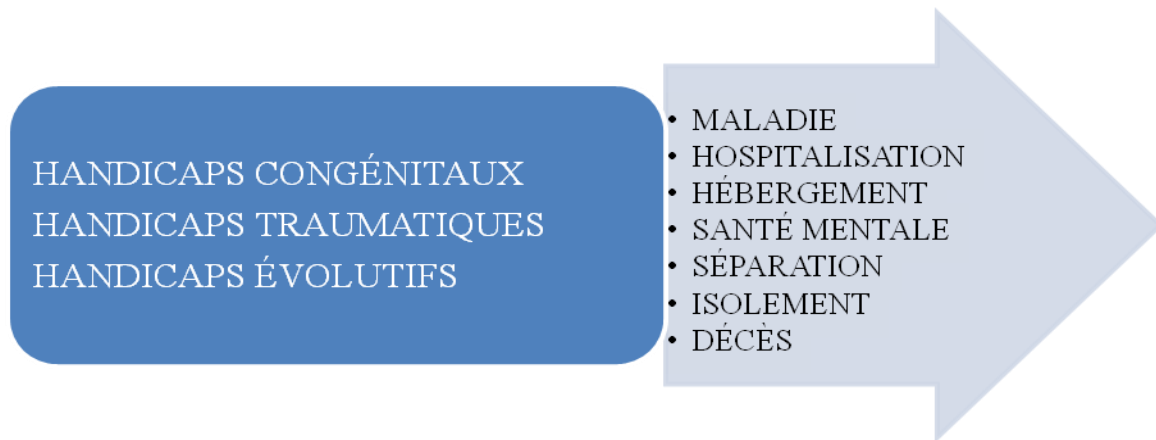 HANDICAPS CONGÉNITAUX
HANDICAPS TRAUMATIQUES
HANDICAPS ÉVOLUTIFS
• MALADIE
• HOSPITALISATION
• HÉBERGEMENT
• SANTÉ MENTALE
• SÉPARATION
• ISOLEMENT
• DÉCÈS